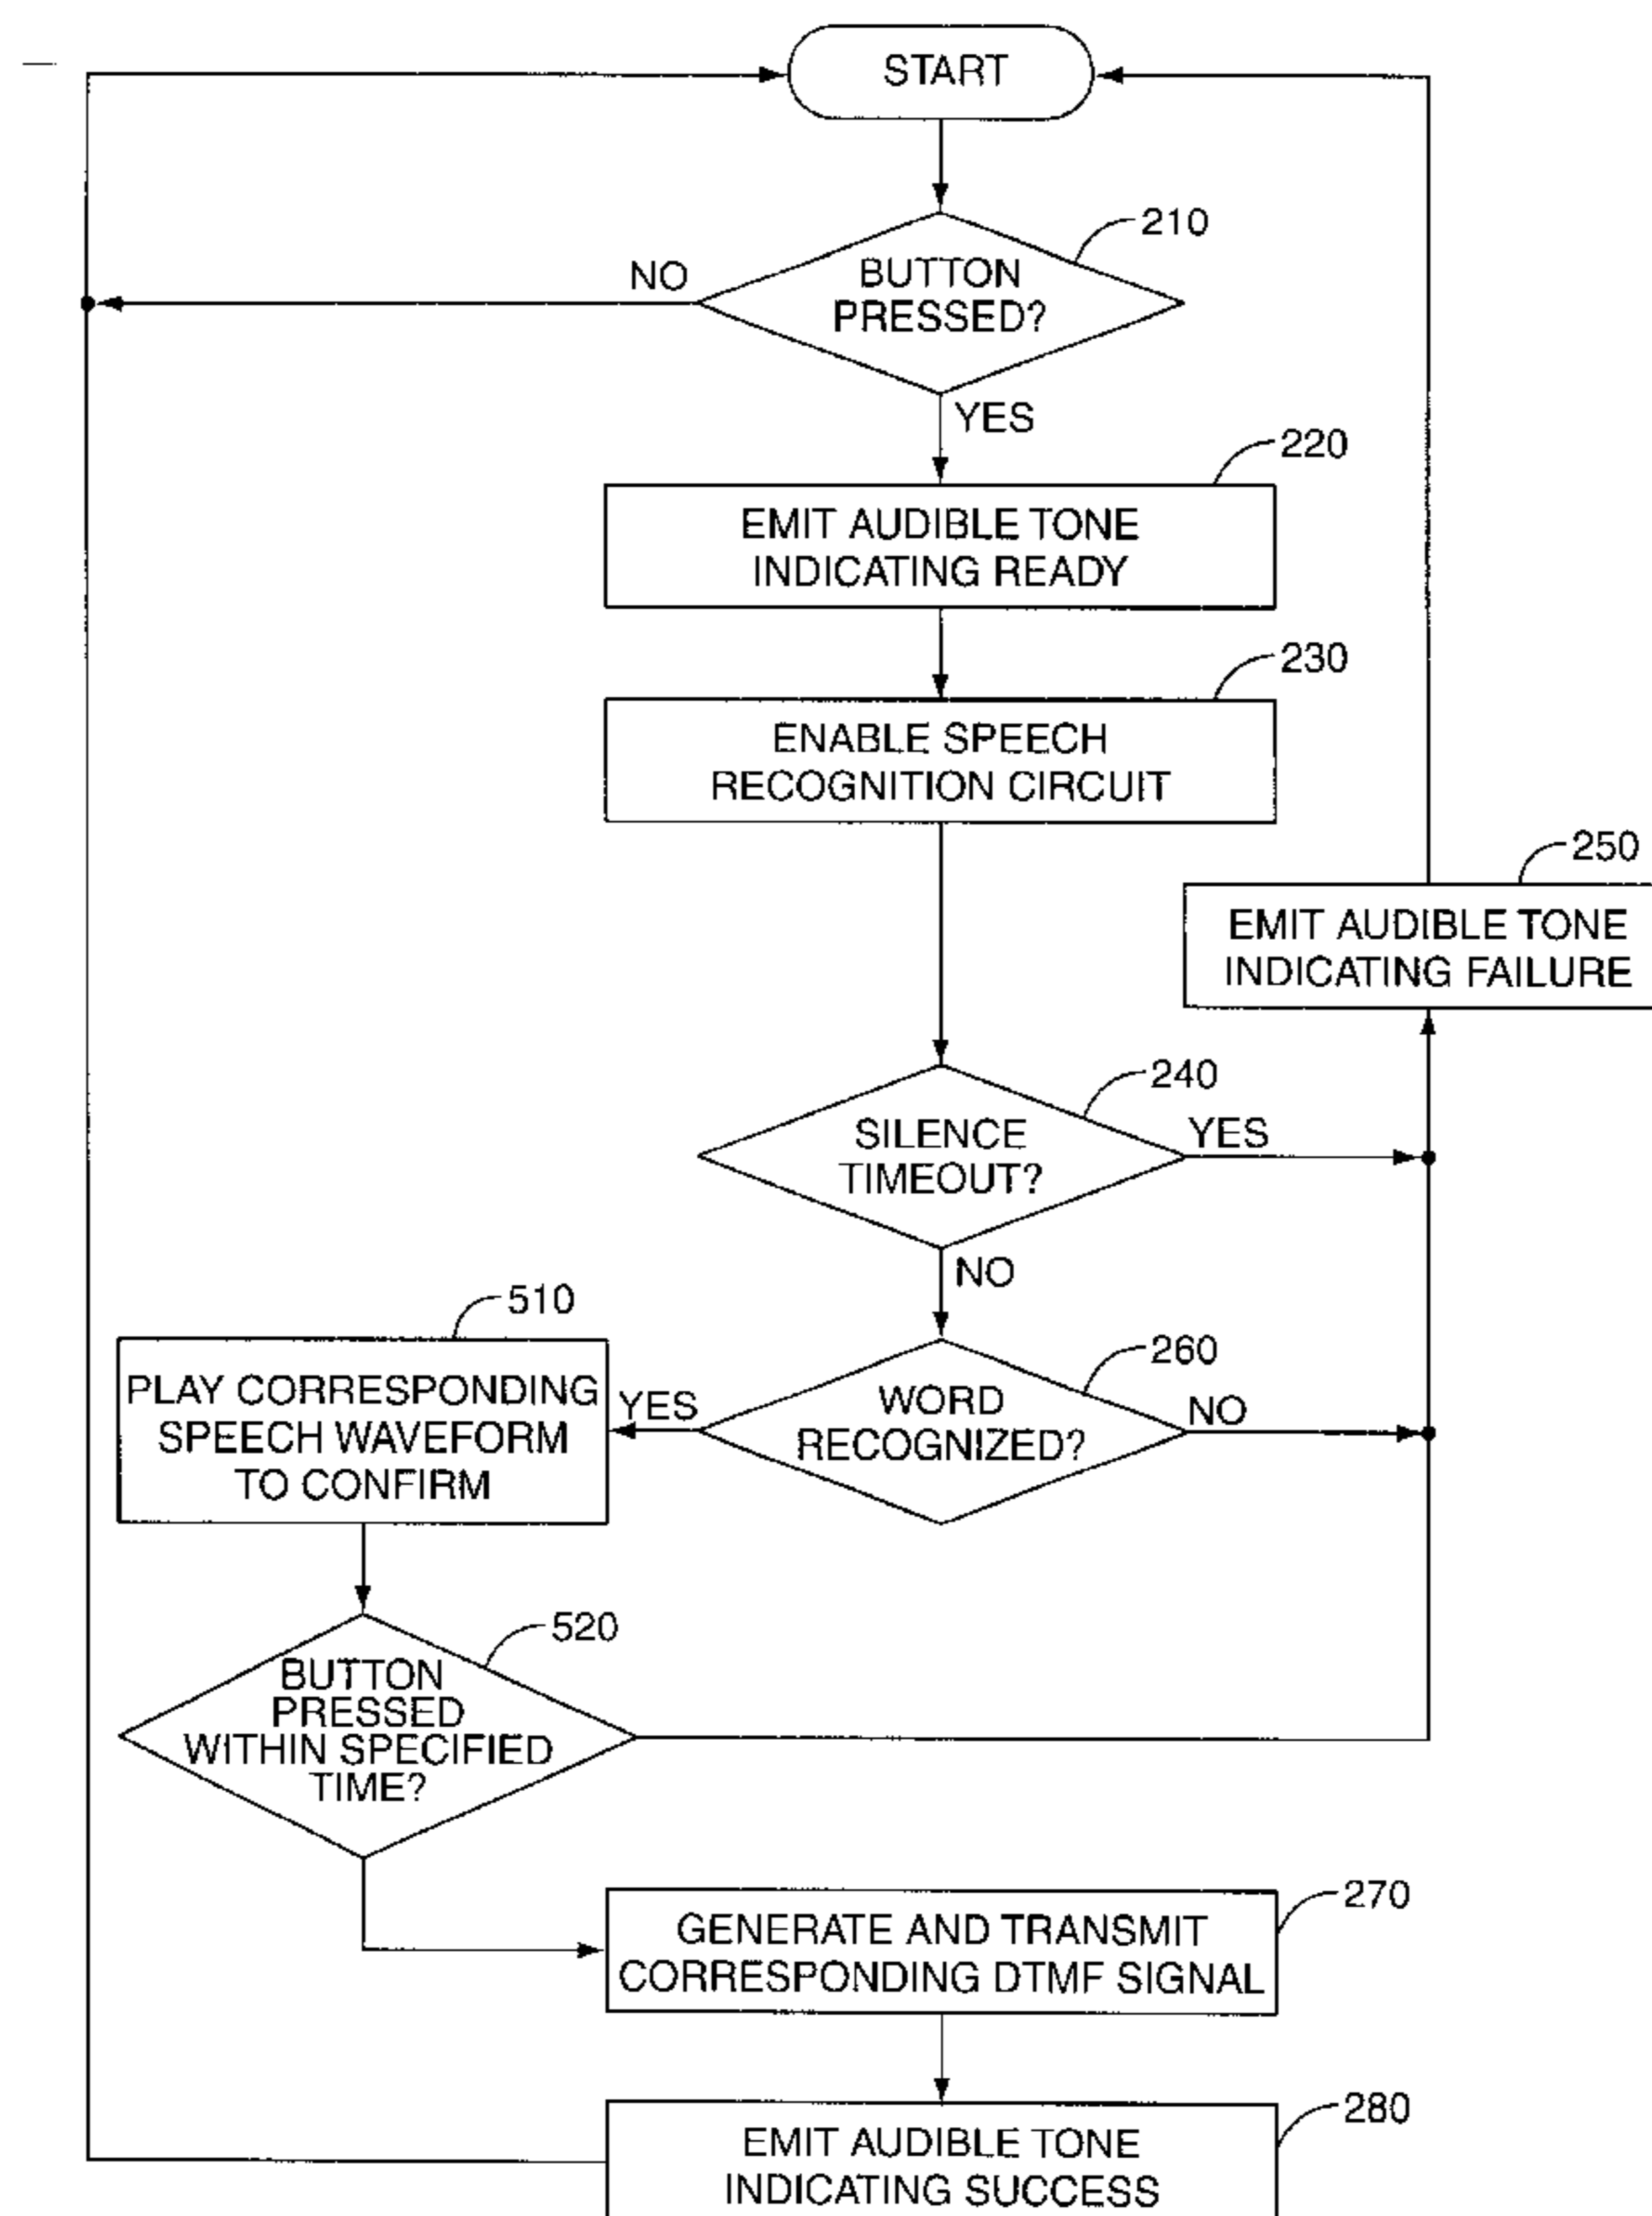 START
210
BUTTON
PRESSED?
NO
YES
220
EMIT AUDIBLE TONE
INDICATING READY
230
ENABLE SPEECH
RECOGNITION CIRCUIT
250
EMIT AUDIBLE TONE
INDICATING FAILURE
240
SILENCE
TIMEOUT?
YES
NO
510
PLAY CORRESPONDING
SPEECH WAVEFORM
TO CONFIRM
YES
260
WORD
RECOGNIZED?
NO
520
BUTTON
PRESSED
WITHIN SPECIFIED
TIME?
270
GENERATE AND TRANSMIT
CORRESPONDING DTMF SIGNAL
280
EMIT AUDIBLE TONE
INDICATING SUCCESS